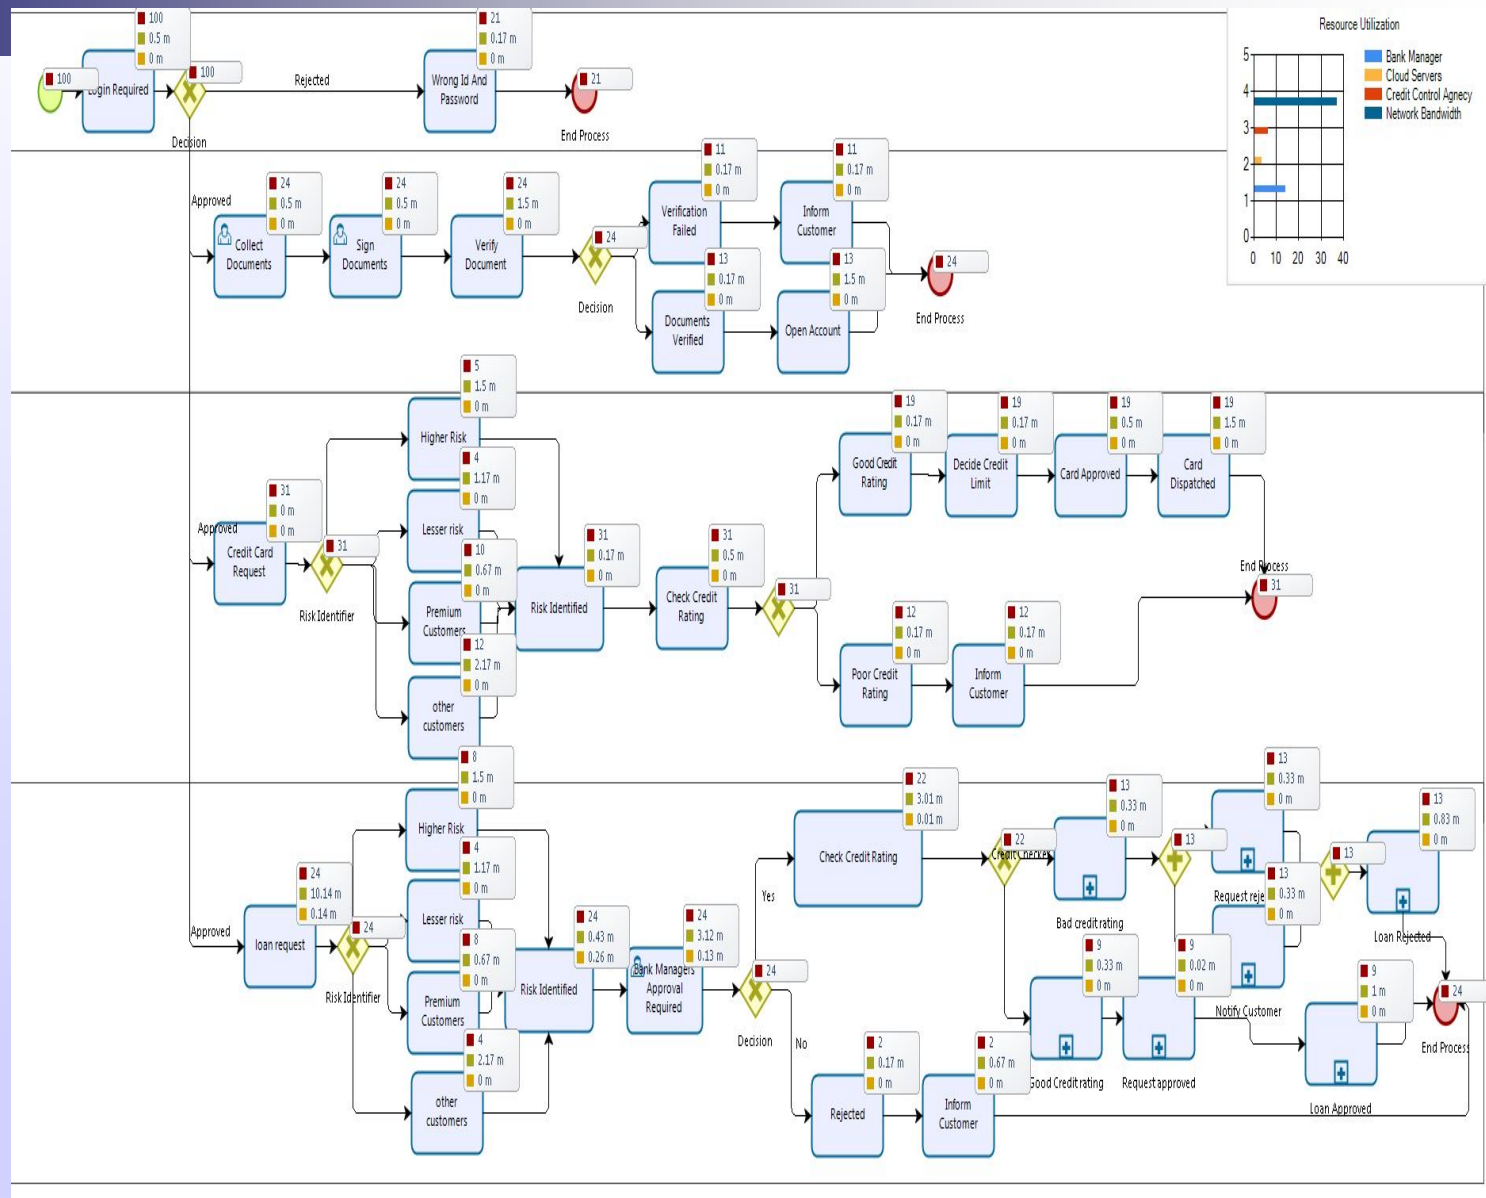 100
0.5 m
0 m
100
Login Required
100
Decision
Rejected
21
0.17 m
0 m
Wrong Id And
Password
21
End Process
Resource Utilization
5
4
3
2
1
0
0 10 20 30 40
Bank Manager
Cloud Servers
Credit Control Agnecy
Network Bandwidth
Approved
24
0.5 m
0 m
Collect
Documents
24
0.5 m
0 m
Sign
Documents
24
1.5 m
0 m
Verify
Document
24
Decision
11
0.17 m
0 m
Verification
Failed
11
0.17 m
0 m
Inform
Customer
13
0.17 m
0 m
Documents
Verified
13
1.5 m
0 m
Open Account
24
End Process
Approved
31
0 m
0 m
Credit Card
Request
31
Risk Identifier
5
1.5 m
0 m
Higher Risk
4
1.17 m
0 m
Lesser risk
10
0.67 m
0 m
Premium
Customers
12
2.17 m
0 m
other
customers
31
0.17 m
0 m
Risk Identified
31
0.5 m
0 m
Check Credit
Rating
31
19
0.17 m
0 m
Good Credit
Rating
19
0.17 m
0 m
Decide Credit
Limit
19
0.5 m
0 m
Card Approved
19
1.5 m
0 m
Card
Dispatched
12
0.17 m
0 m
Poor Credit
Rating
12
0.17 m
0 m
Inform
Customer
End Process
31
Approved
24
10.14 m
0.14 m
loan request
24
Risk Identifier
8
1.5 m
0 m
Higher Risk
4
1.17 m
0 m
Lesser risk
8
0.67 m
0 m
Premium
Customers
4
2.17 m
0 m
other
customers
24
0.43 m
0.26 m
Risk Identified
24
3.12 m
0.13 m
Bank Managers
Approval
Required
24
Decision
Yes
No
22
3.01 m
0.01 m
Check Credit Rating
22
Credit Checker
13
0.33 m
0 m
Bad credit rating
13
13
0.33 m
0 m
Request reje
13
0.33 m
0 m
Notify Customer
13
13
0.83 m
0 m
Loan Rejected
9
0.33 m
0 m
Good Credit rating
9
0.02 m
0 m
Request approved
9
1 m
0 m
Loan Approved
24
End Process
2
0.17 m
0 m
Rejected
2
0.67 m
0 m
Inform
Customer